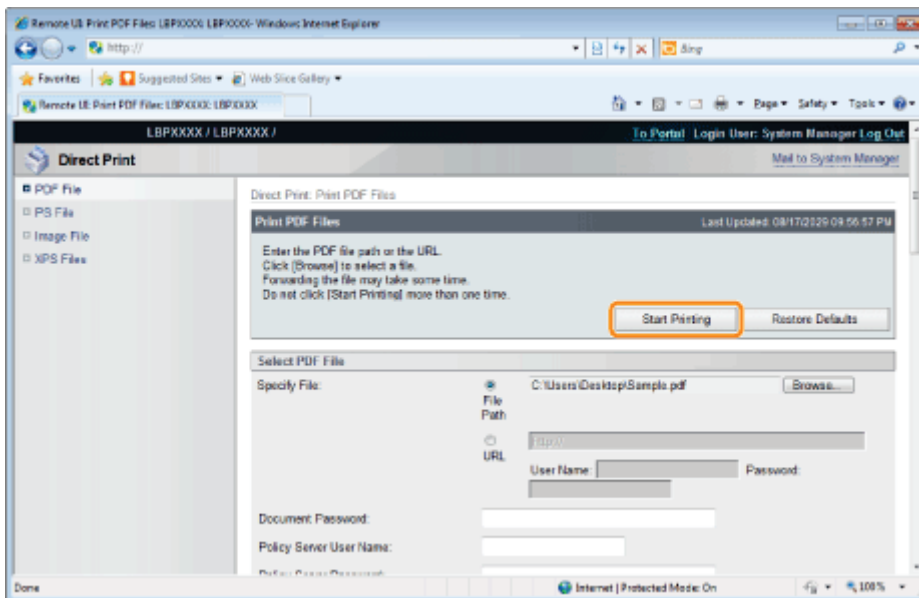 Remote UI: Print PDF Files: LBPXXXX: LBPXXXX - Windows Internet Explorer
http://
Bing
Favorites Suggested Sites Web Slice Gallery
Remote UI: Print PDF Files: LBPXXXX: LBPXXXX
Page Safety Tools
LBPXXXX / LBPXXXX /
To Portal Login User: System Manager Log Out
Direct Print
Mail to System Manager
PDF File
PS File
Image File
XPS Files
Direct Print: Print PDF Files
Print PDF Files
Last Updated: 08/17/2029 09:56:57 PM
Enter the PDF file path or the URL.
Click [Browse] to select a file.
Forwarding the file may take some time.
Do not click [Start Printing] more than one time.
Start Printing Restore Defaults
Select PDF File
Specify File:
File Path
C:\Users\Desktop\Sample.pdf
Browse...
URL
http://
User Name:
Password:
Document Password:
Policy Server User Name:
Policy Server Password:
Done
Internet | Protected Mode: On
100%